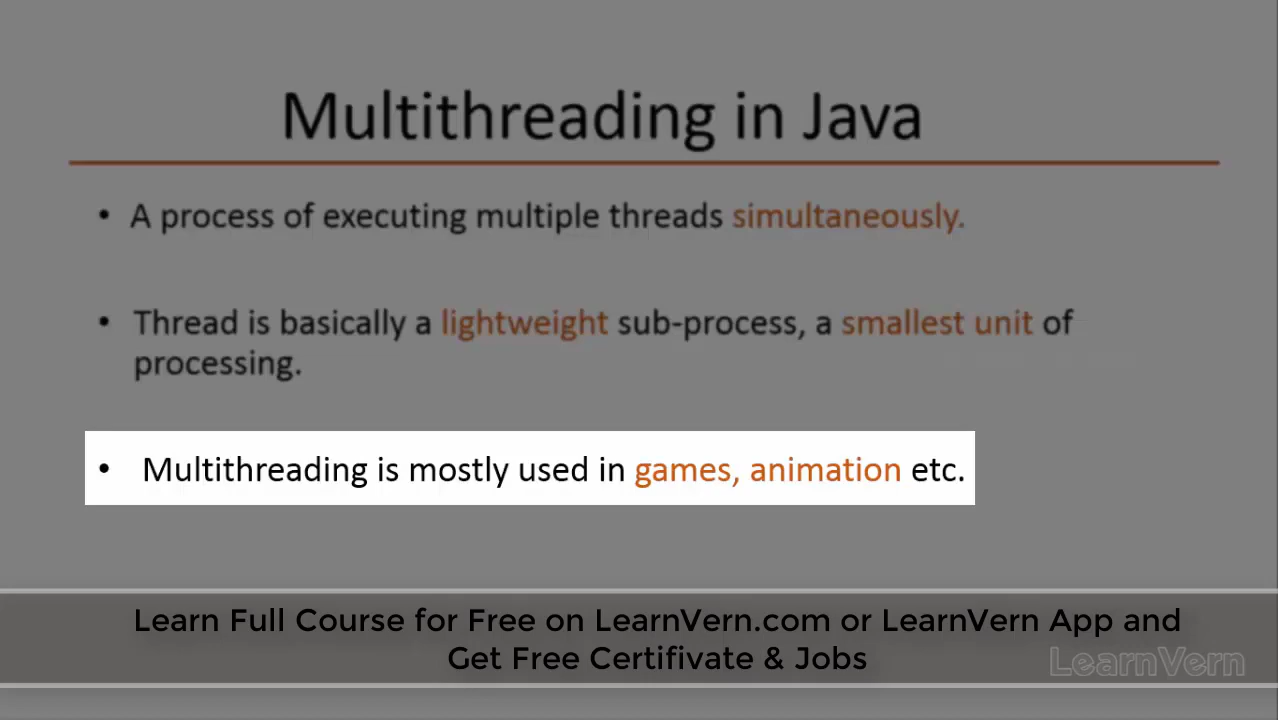 Multithreading in Java
• A process of executing multiple threads simultaneously.
• Thread is basically a lightweight sub-process, a smallest unit of
processing.
• Multithreading is mostly used in games, animation etc.
Learn Full Course for Free on LearnVern.com or LearnVern App and
Get Free Certifivate & Jobs
LearnVern